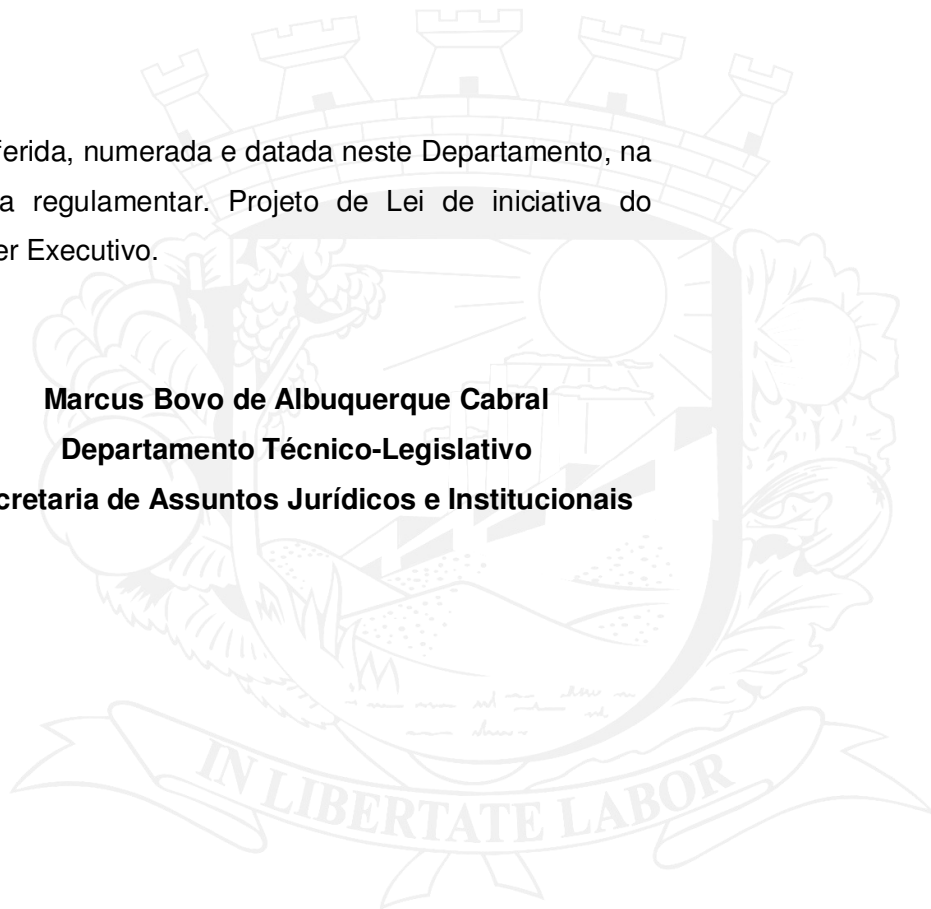 ferida, numerada e datada neste Departamento, na
a regulamentar. Projeto de Lei de iniciativa do
er Executivo.
Marcus Bovo de Albuquerque Cabral
Departamento Técnico-Legislativo
cretaria de Assuntos Jurídicos e Institucionais
IN LIBERTATE LABOR